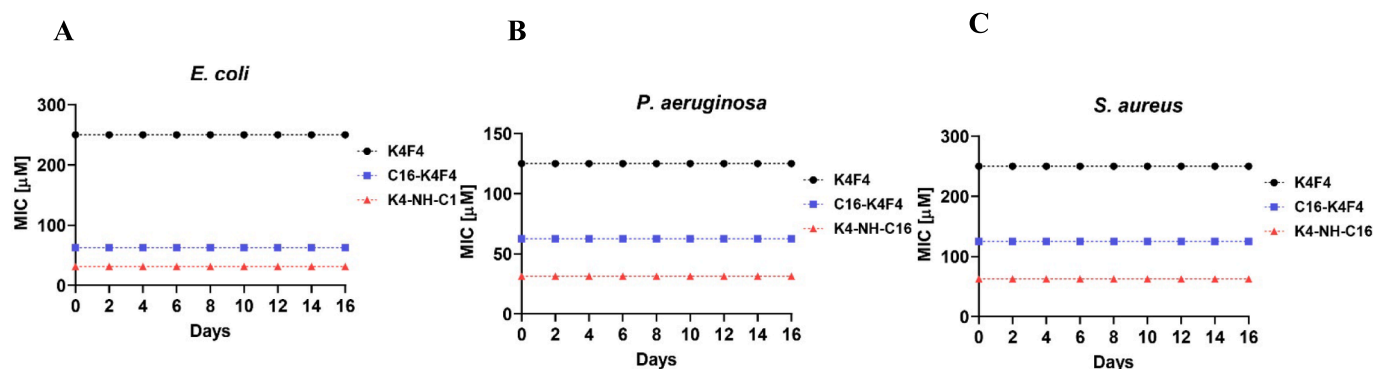 A
E. coli
MIC [μM]
300
200
100
0
0 2 4 6 8 10 12 14 16
Days
K4F4
C16-K4F4
K4-NH-C1
B
P. aeruginosa
MIC [μM]
150
100
50
0
0 2 4 6 8 10 12 14 16
Days
K4F4
C16-K4F4
K4-NH-C16
C
S. aureus
MIC [μM]
300
200
100
0
0 2 4 6 8 10 12 14 16
Days
K4F4
C16-K4F4
K4-NH-C16